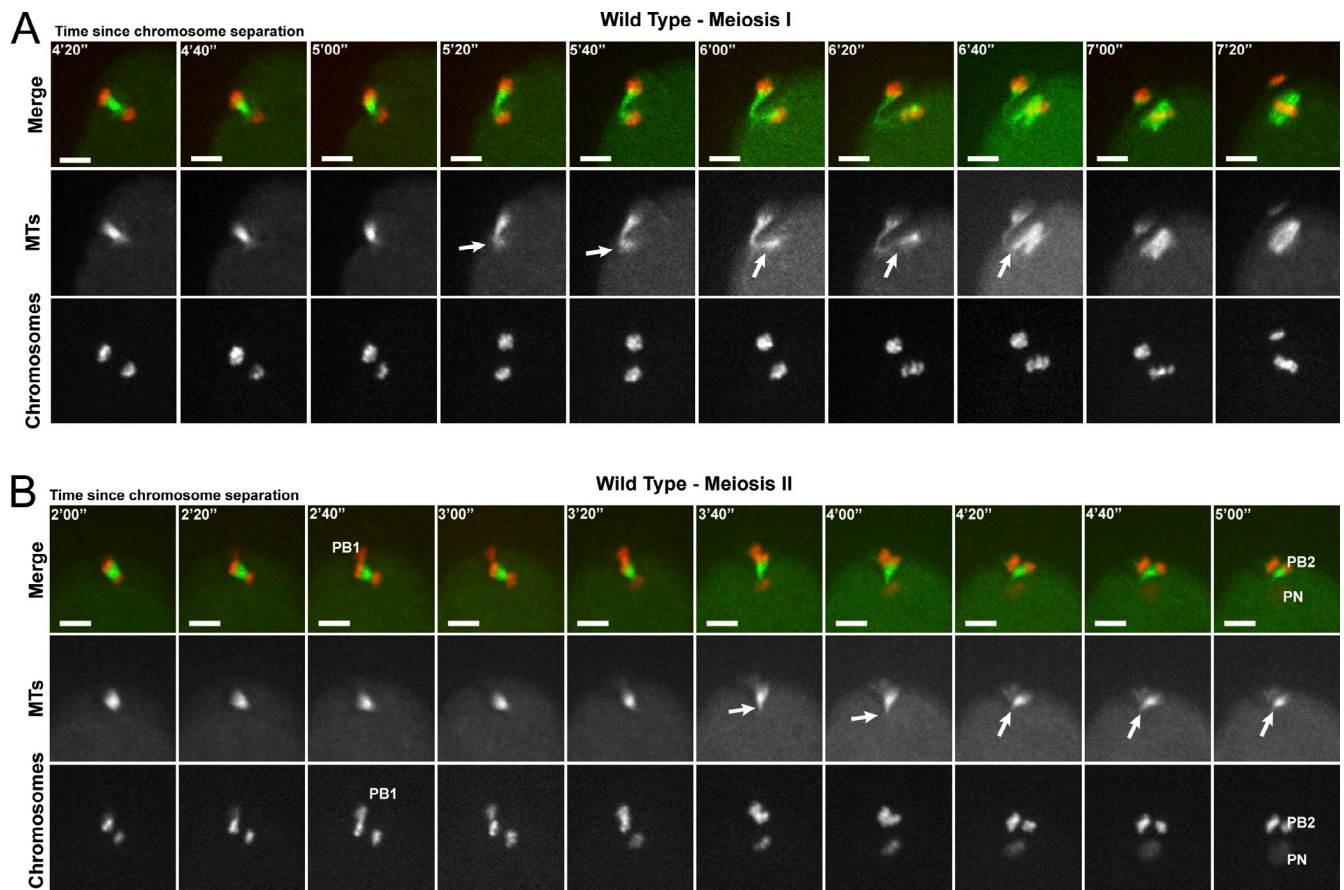 A
Wild Type - Meiosis I
Time since chromosome separation
4’20’’ 4’40’’ 5’00’’ 5’20’’ 5’40’’ 6’00’’ 6’20’’ 6’40’’ 7’00’’ 7’20’’
Merge
MTs
Chromosomes
B
Wild Type - Meiosis II
Time since chromosome separation
2’00’’ 2’20’’ 2’40’’ 3’00’’ 3’20’’ 3’40’’ 4’00’’ 4’20’’ 4’40’’ 5’00’’
Merge
PB1
PB2
PN
MTs
Chromosomes
PB1
PB2
PN